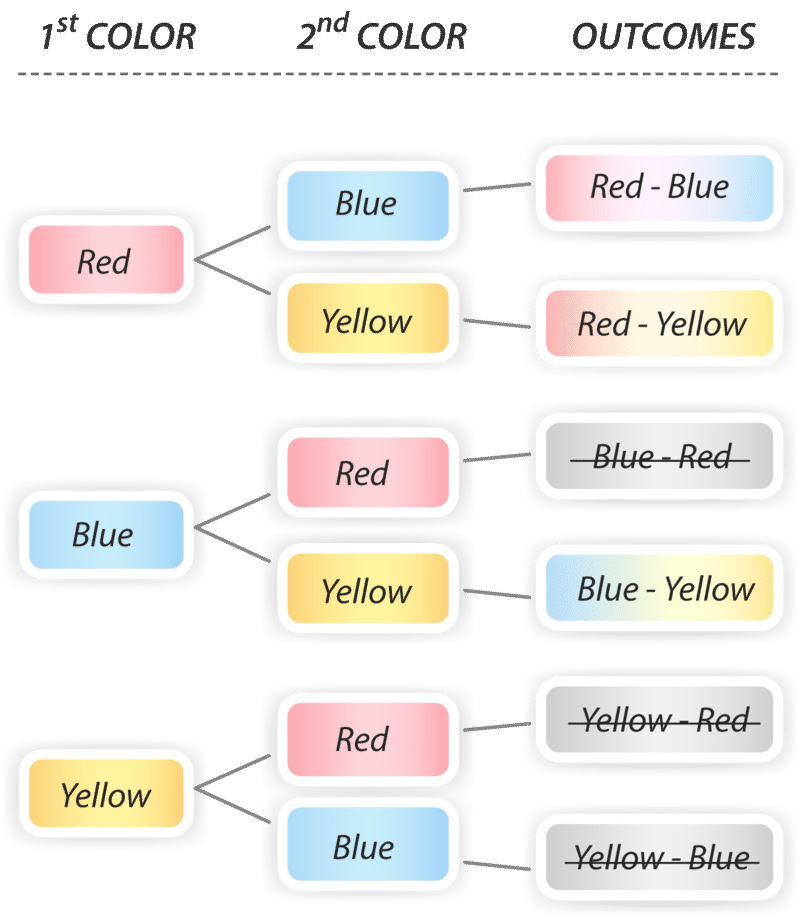 1st COLOR 2nd COLOR OUTCOMES
Red
Blue
Yellow
Red - Blue
Red - Yellow
Blue
Red
Yellow
Blue - Red
Blue - Yellow
Yellow
Red
Blue
Yellow - Red
Yellow - Blue